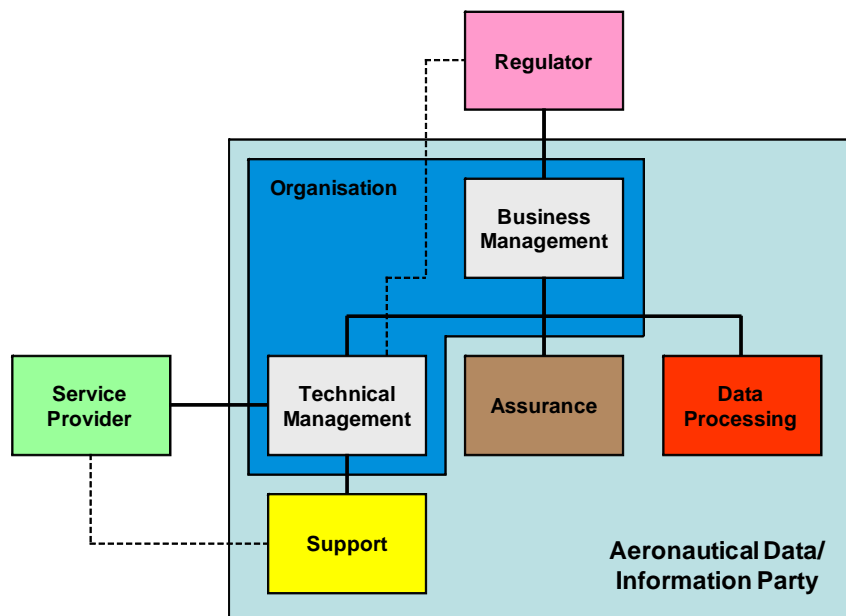 Regulator
Organisation
Business
Management
Service
Provider
Technical
Management
Assurance
Data
Processing
Support
Aeronautical Data/
Information Party